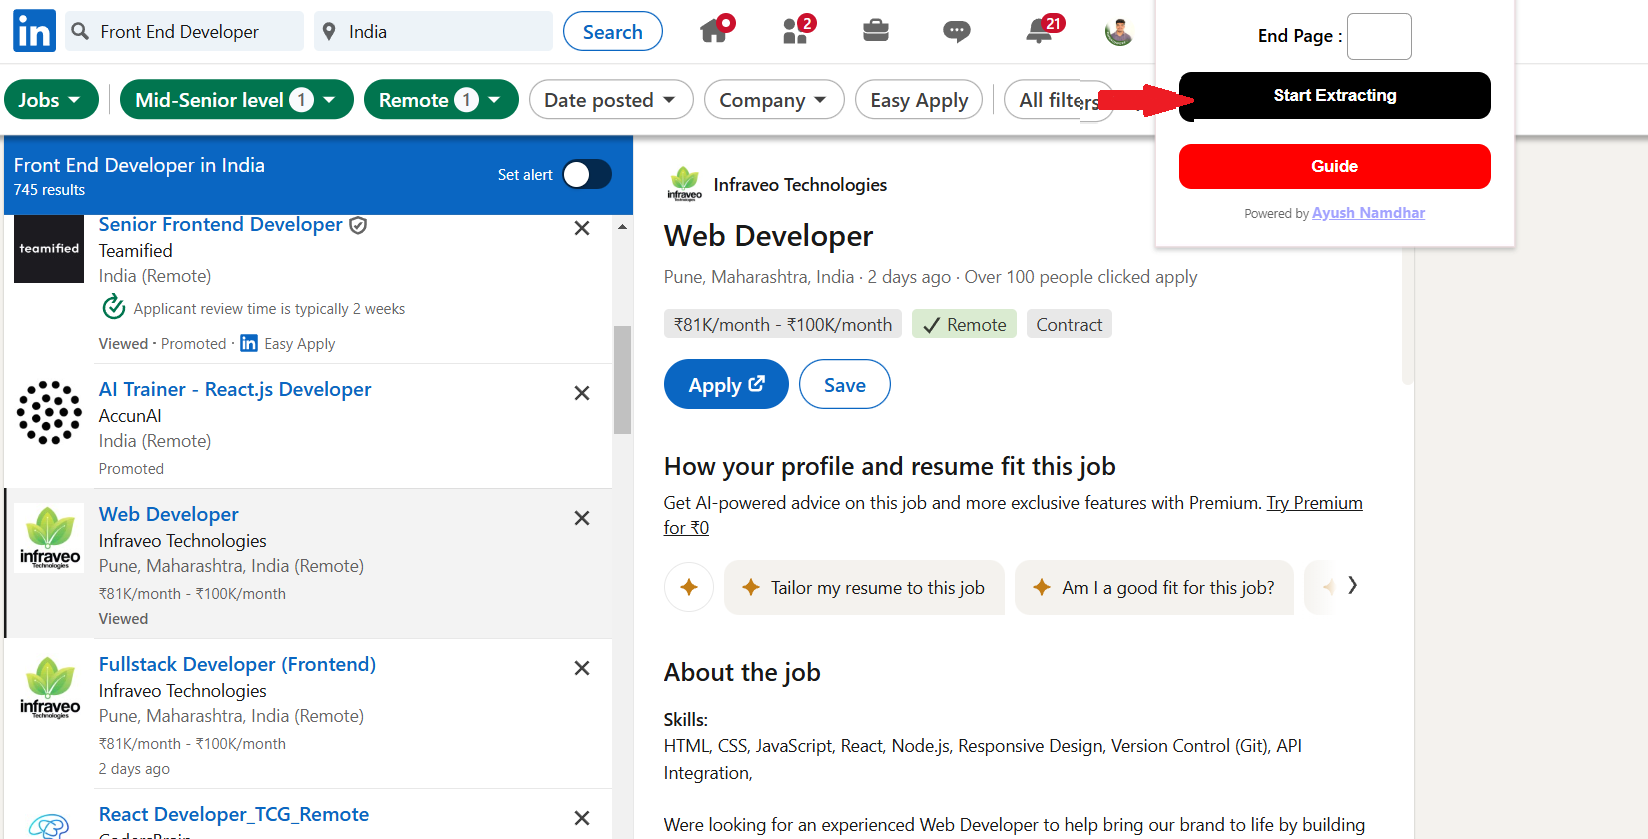 in Front End Developer India Search 2 21
Jobs Mid-Senior level 1 Remote 1 Date posted Company Easy Apply All filters
End Page :
Start Extracting
Guide
Powered by Ayush Namdhar
Front End Developer in India
745 results
Set alert
teamified
Senior Frontend Developer
Teamified
India (Remote)
Applicant review time is typically 2 weeks
Viewed · Promoted · in Easy Apply
AI Trainer - React.js Developer
AccunAI
India (Remote)
Promoted
infraveo
Technologies
Web Developer
Infraveo Technologies
Pune, Maharashtra, India (Remote)
₹81K/month - ₹100K/month
Viewed
infraveo
Technologies
Fullstack Developer (Frontend)
Infraveo Technologies
Pune, Maharashtra, India (Remote)
₹81K/month - ₹100K/month
2 days ago
React Developer_TCG_Remote
infraveo
Infraveo Technologies
Web Developer
Pune, Maharashtra, India · 2 days ago · Over 100 people clicked apply
₹81K/month - ₹100K/month Remote Contract
Apply Save
How your profile and resume fit this job
Get AI-powered advice on this job and more exclusive features with Premium. Try Premium
for ₹0
Tailor my resume to this job Am I a good fit for this job?
About the job
Skills:
HTML, CSS, JavaScript, React, Node.js, Responsive Design, Version Control (Git), API
Integration,
Were looking for an experienced Web Developer to help bring our brand to life by building